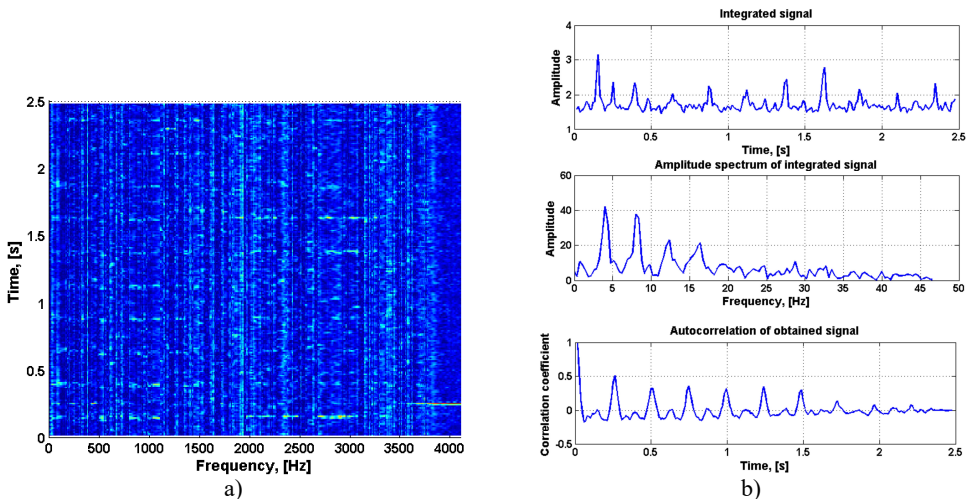 2.5
2
1.5
1
0.5
0
0 500 1000 1500 2000 2500 3000 3500 4000
Time, [s]
Frequency, [Hz]
a)
Integrated signal
4
3
2
1
0 0.5 1 1.5 2 2.5
Amplitude
Time, [s]
Amplitude spectrum of integrated signal
60
40
20
0
0 5 10 15 20 25 30 35 40 45 50
Amplitude
Frequency, [Hz]
Autocorrelation of obtained signal
1
0.5
0
-0.5
0 0.5 1 1.5 2 2.5
Correlation coefficient
Time, [s]
b)